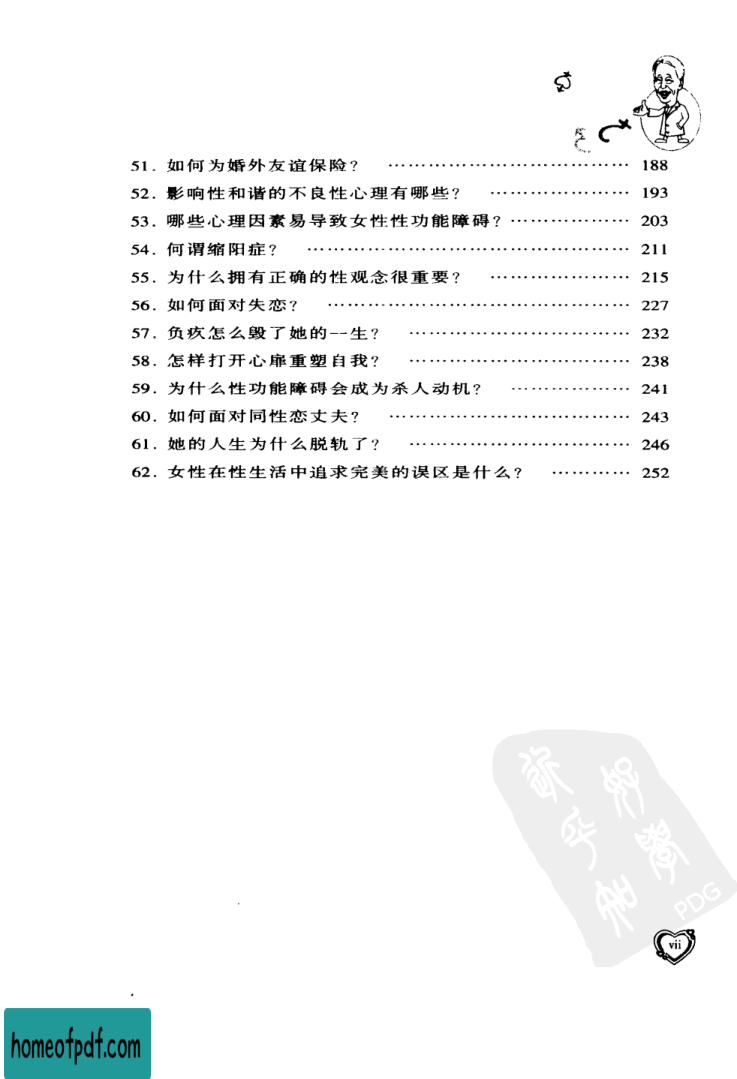 51. 如何为婚外友谊保险? ································ 188
52. 影响性和谐的不良性心理有哪些? ····················· 193
53. 哪些心理因素易导致女性性功能障碍? ·················· 203
54. 何谓缩阳症? ················································ 211
55. 为什么拥有正确的性观念很重要? ····················· 215
56. 如何面对失恋? ············································· 227
57. 负疚怎么毁了她的一生? ································· 232
58. 怎样打开心扉重塑自我? ································· 238
59. 为什么性功能障碍会成为杀人动机? ·················· 241
60. 如何面对同性恋丈夫? ···································· 243
61. 她的人生为什么脱轨了? ································· 246
62. 女性在性生活中追求完美的误区是什么? ············ 252
好学
PDG
vii
homeofpdf.com